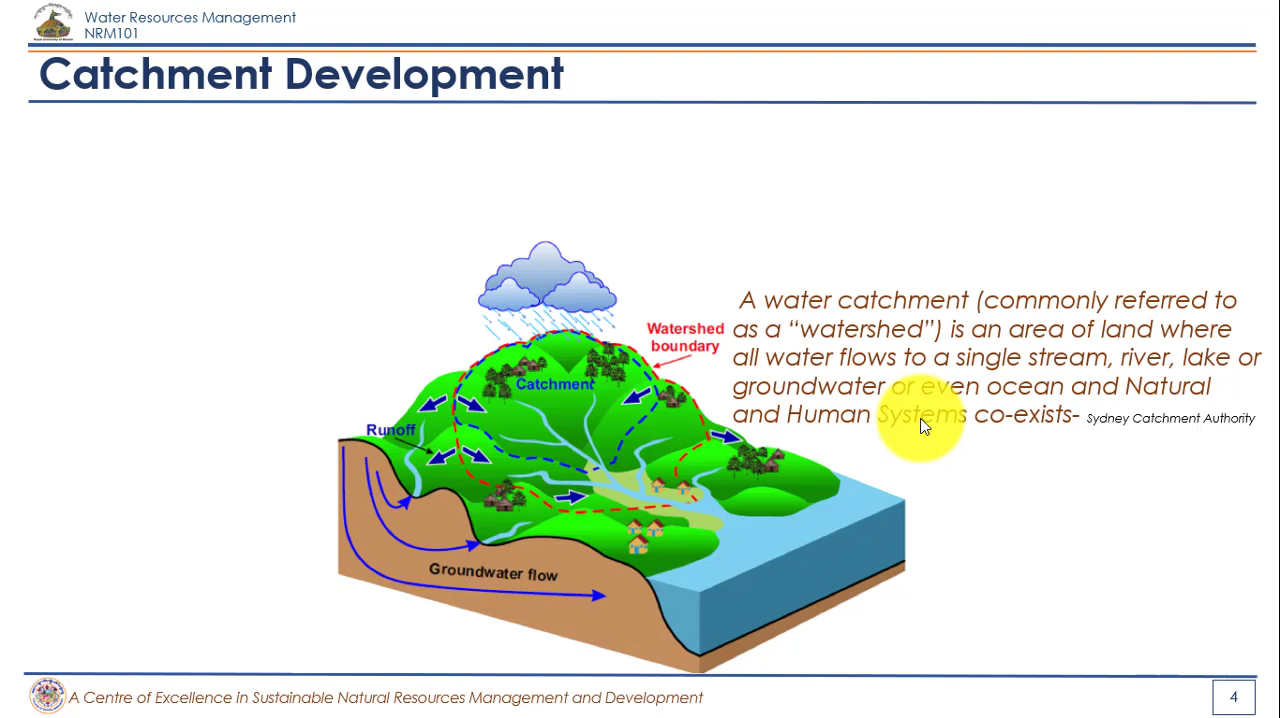 Water Resources Management
NRM101
Catchment Development
Watershed
boundary
Catchment
Runoff
Groundwater flow
A water catchment (commonly referred to
as a “watershed”) is an area of land where
all water flows to a single stream, river, lake or
groundwater or even ocean and Natural
and Human Systems co-exists- Sydney Catchment Authority
A Centre of Excellence in Sustainable Natural Resources Management and Development
4